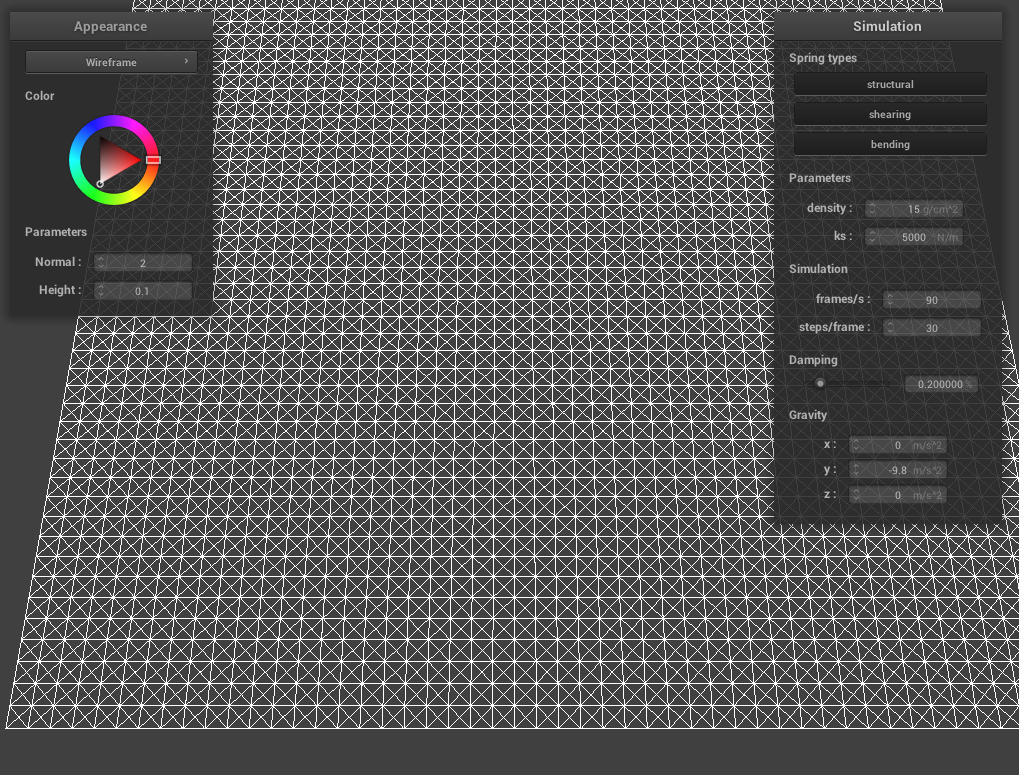 Appearance
Wireframe
Color
Parameters
Normal : 2
Height : 0.1
Simulation
Spring types
structural
shearing
bending
Parameters
density : 15 g/cm^2
ks : 5000 N/m
Simulation
frames/s : 90
steps/frame : 30
Damping
0.200000 %
Gravity
x : 0 m/s^2
y : -9.8 m/s^2
z : 0 m/s^2